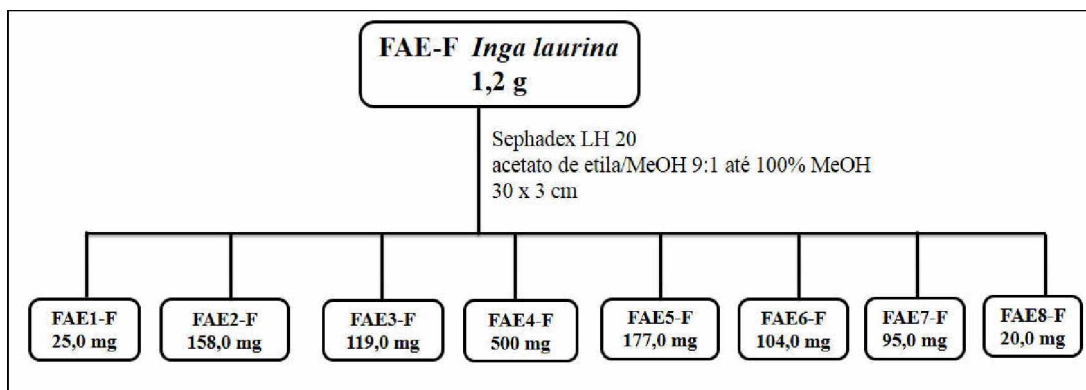 FAE-F Inga laurina
1,2 g
Sephadex LH 20
acetato de etila/MeOH 9:1 até 100% MeOH
30 x 3 cm
FAE1-F
25,0 mg
FAE2-F
158,0 mg
FAE3-F
119,0 mg
FAE4-F
500 mg
FAE5-F
177,0 mg
FAE6-F
104,0 mg
FAE7-F
95,0 mg
FAE8-F
20,0 mg